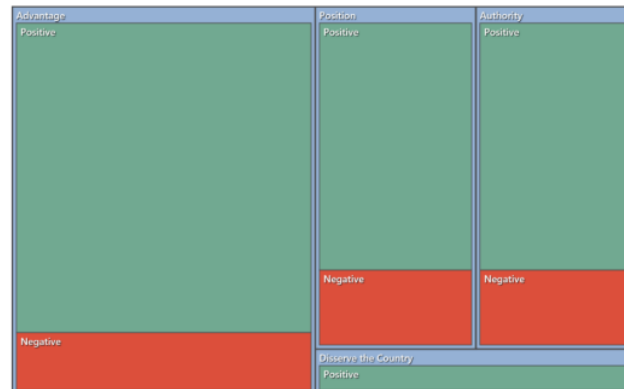 Advantage
Positive
Negative
Position
Positive
Negative
Authority
Positive
Negative
Disserve the Country
Positive